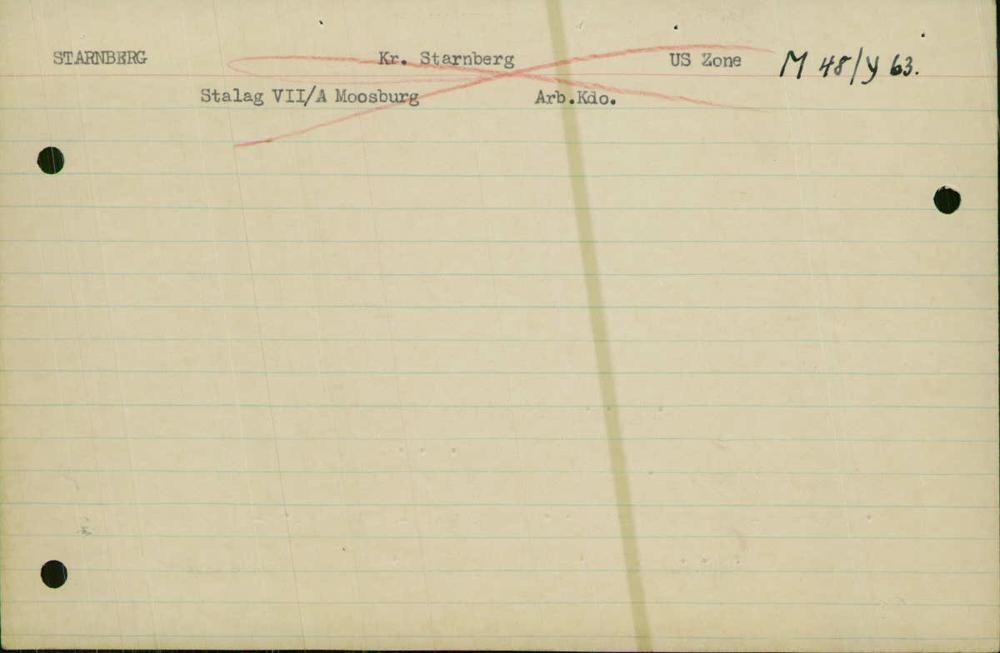 STARNBERG Kr. Starnberg US Zone M 48/y 63.
Stalag VII/A Moosburg Arb.Kdo.